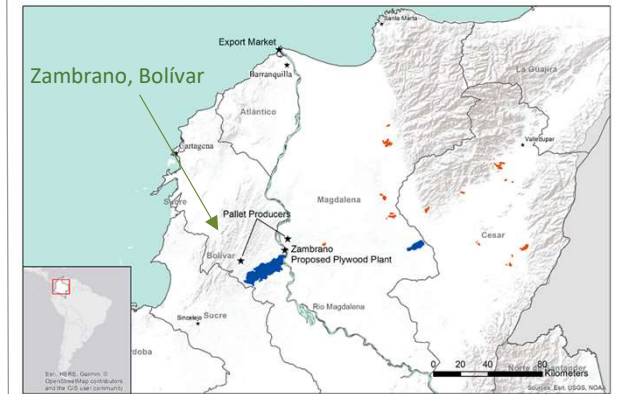 Santa Marta
Export Market
Barranquilla
La Guajira
Zambrano, Bolívar
Atlántico
Valledupar
Cartagena
Magdalena
Sucre
Pallet Producers
Cesar
Bolívar
Zambrano
Proposed Plywood Plant
Rio Magdalena
Sincelejo
Sucre
Córdoba
Norte de Santander
0 20 40 80
Kilometers
Esri, HERE, Garmin, ©
OpenStreetMap contributors
and the GIS user community
Sources: Esri, USGS, NOAA